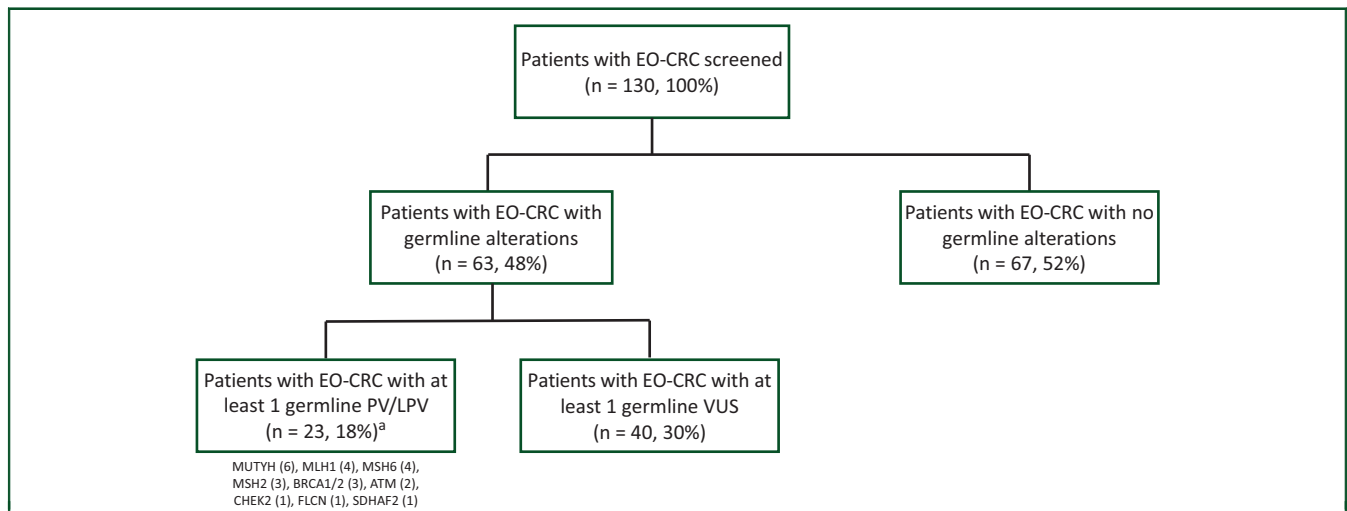 Patients with EO-CRC screened
(n = 130, 100%)
Patients with EO-CRC with
germline alterations
(n = 63, 48%)
Patients with EO-CRC with no
germline alterations
(n = 67, 52%)
Patients with EO-CRC with at
least 1 germline PV/LPV
(n = 23, 18%)a
MUTYH (6), MLH1 (4), MSH6 (4),
MSH2 (3), BRCA1/2 (3), ATM (2),
CHEK2 (1), FLCN (1), SDHAF2 (1)
Patients with EO-CRC with at
least 1 germline VUS
(n = 40, 30%)